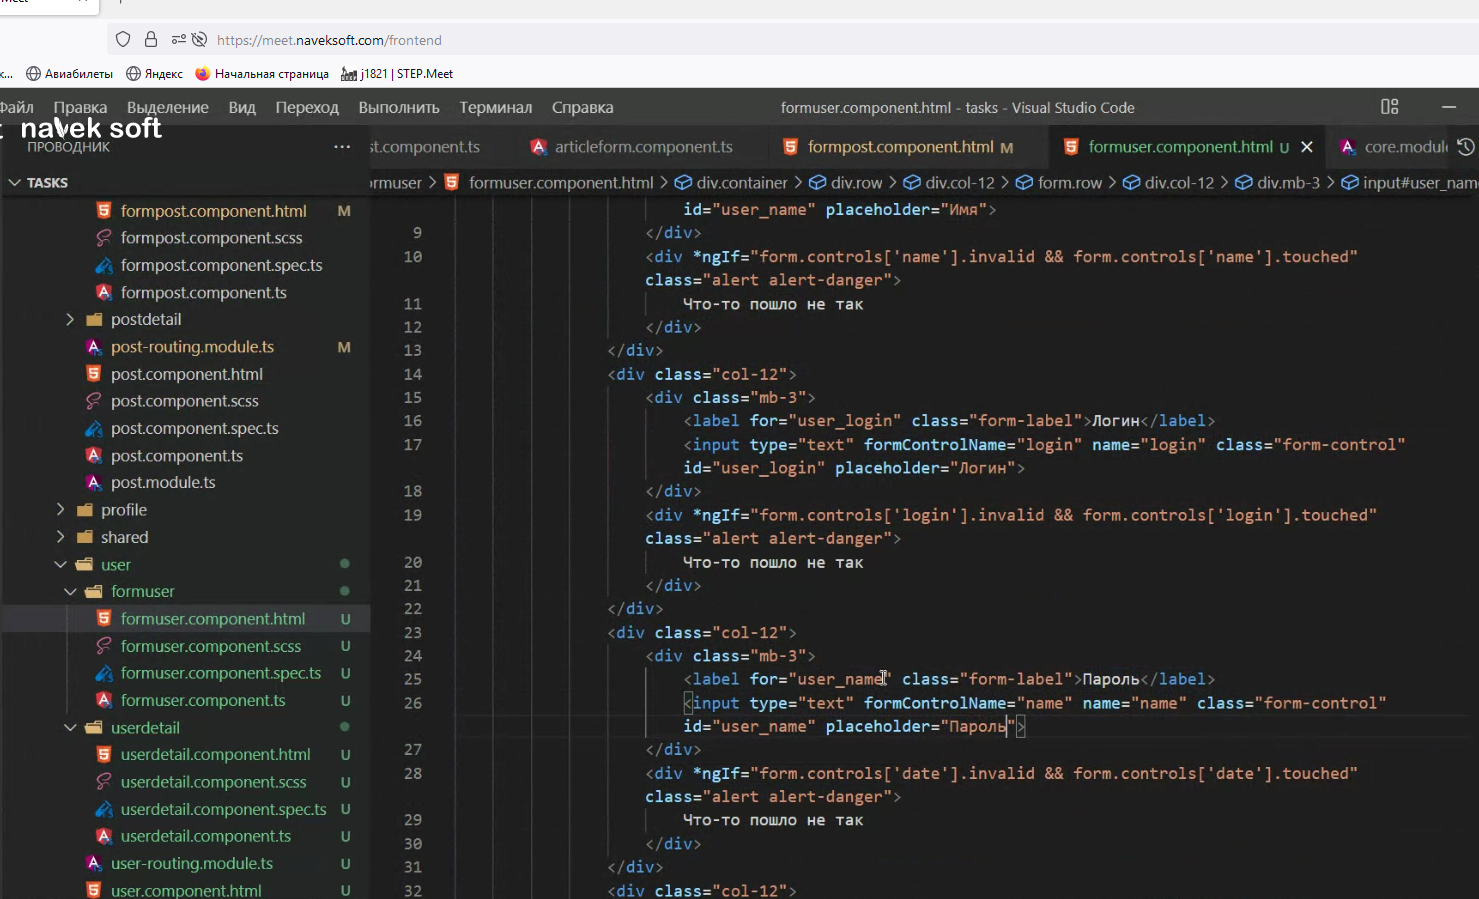 https://meet.naveksoft.com/frontend
Авиабилеты Яндекс Начальная страница j1821 | STEP.Meet
Файл Правка Выделение Вид Переход Выполнить Терминал Справка formuser.component.html - tasks - Visual Studio Code
navek soft
ПРОВОДНИК ...
st.component.ts articleform.component.ts formpost.component.html M formuser.component.html U core.module
TASKS
ormuser > formuser.component.html > div.container > div.row > div.col-12 > form.row > div.col-12 > div.mb-3 > input#user_name
formpost.component.html M
formpost.component.scss
formpost.component.spec.ts
formpost.component.ts
postdetail
post-routing.module.ts M
post.component.html
post.component.scss
post.component.spec.ts
post.component.ts
post.module.ts
profile
shared
user
formuser
formuser.component.html U
formuser.component.scss U
formuser.component.spec.ts U
formuser.component.ts U
userdetail
userdetail.component.html U
userdetail.component.scss U
userdetail.component.spec.ts U
userdetail.component.ts U
user-routing.module.ts U
user.component.html U
id="user_name" placeholder="Имя">
9 </div>
10 <div *ngIf="form.controls['name'].invalid && form.controls['name'].touched"
class="alert alert-danger">
11 Что-то пошло не так
12 </div>
13 </div>
14 <div class="col-12">
15 <div class="mb-3">
16 <label for="user_login" class="form-label">Логин</label>
17 <input type="text" formControlName="login" name="login" class="form-control"
id="user_login" placeholder="Логин">
18 </div>
19 <div *ngIf="form.controls['login'].invalid && form.controls['login'].touched"
class="alert alert-danger">
20 Что-то пошло не так
21 </div>
22 </div>
23 <div class="col-12">
24 <div class="mb-3">
25 <label for="user_name" class="form-label">Пароль</label>
26 <input type="text" formControlName="name" name="name" class="form-control"
id="user_name" placeholder="Пароль">
27 </div>
28 <div *ngIf="form.controls['date'].invalid && form.controls['date'].touched"
class="alert alert-danger">
29 Что-то пошло не так
30 </div>
31 </div>
32 <div class="col-12">